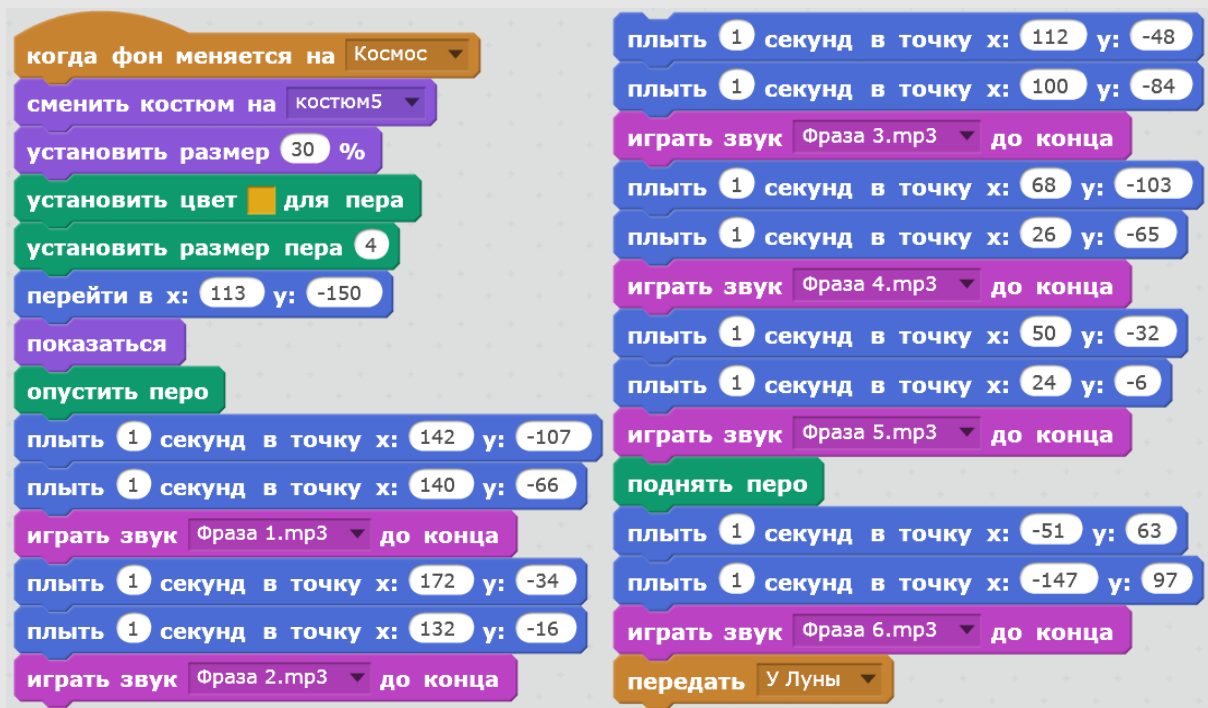 когда фон меняется на Космос
сменить костюм на костюм5
установить размер 30 %
установить цвет для пера
установить размер пера 4
перейти в x: 113 y: -150
показаться
опустить перо
плыть 1 секунд в точку x: 142 y: -107
плыть 1 секунд в точку x: 140 y: -66
играть звук Фраза 1.mp3 до конца
плыть 1 секунд в точку x: 172 y: -34
плыть 1 секунд в точку x: 132 y: -16
играть звук Фраза 2.mp3 до конца
плыть 1 секунд в точку x: 112 y: -48
плыть 1 секунд в точку x: 100 y: -84
играть звук Фраза 3.mp3 до конца
плыть 1 секунд в точку x: 68 y: -103
плыть 1 секунд в точку x: 26 y: -65
играть звук Фраза 4.mp3 до конца
плыть 1 секунд в точку x: 50 y: -32
плыть 1 секунд в точку x: 24 y: -6
играть звук Фраза 5.mp3 до конца
поднять перо
плыть 1 секунд в точку x: -51 y: 63
плыть 1 секунд в точку x: -147 y: 97
играть звук Фраза 6.mp3 до конца
передать У Луны